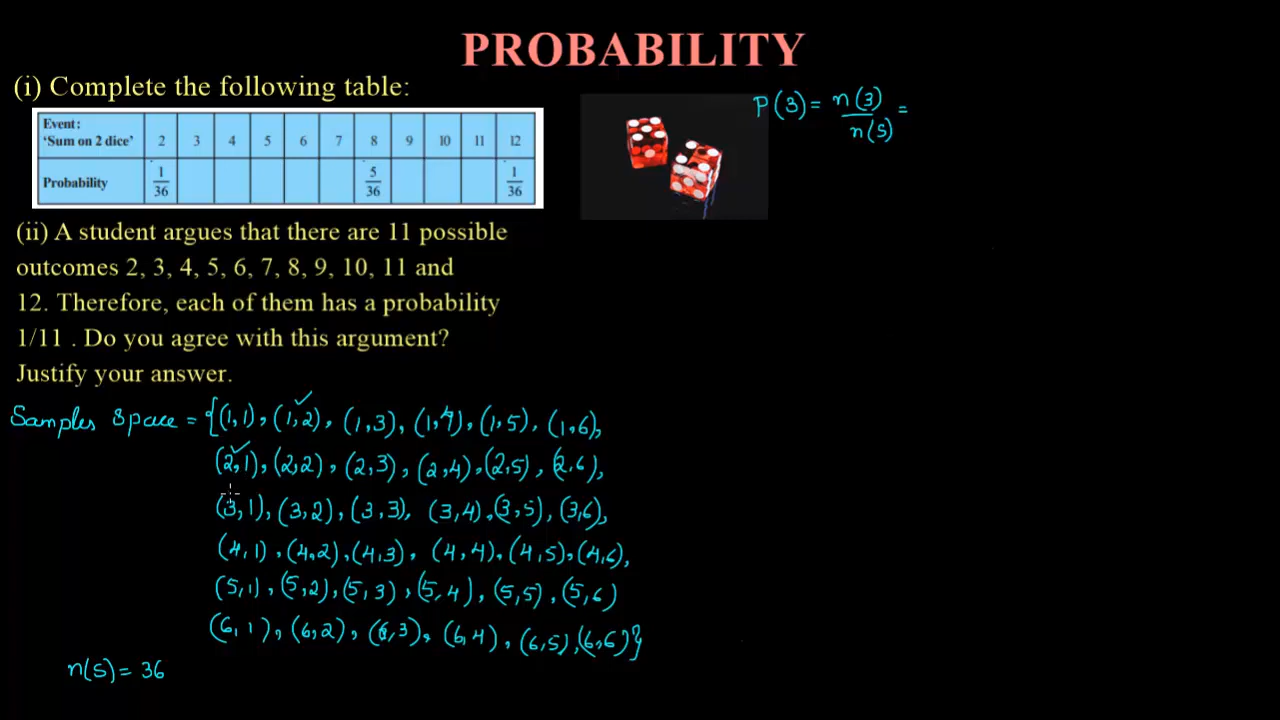 PROBABILITY
(i) Complete the following table:
Event:
'Sum on 2 dice' 2 3 4 5 6 7 8 9 10 11 12
Probability 1/36 5/36 1/36
P(3) = n(3)/n(S) =
(ii) A student argues that there are 11 possible
outcomes 2, 3, 4, 5, 6, 7, 8, 9, 10, 11 and
12. Therefore, each of them has a probability
1/11 . Do you agree with this argument?
Justify your answer.
Samples Space = {(1,1), (1,2), (1,3), (1,4), (1,5), (1,6),
(2,1), (2,2), (2,3), (2,4), (2,5), (2,6),
(3,1), (3,2), (3,3), (3,4), (3,5), (3,6),
(4,1), (4,2), (4,3), (4,4), (4,5), (4,6),
(5,1), (5,2), (5,3), (5,4), (5,5), (5,6)
(6,1), (6,2), (6,3), (6,4), (6,5), (6,6)}
n(S) = 36